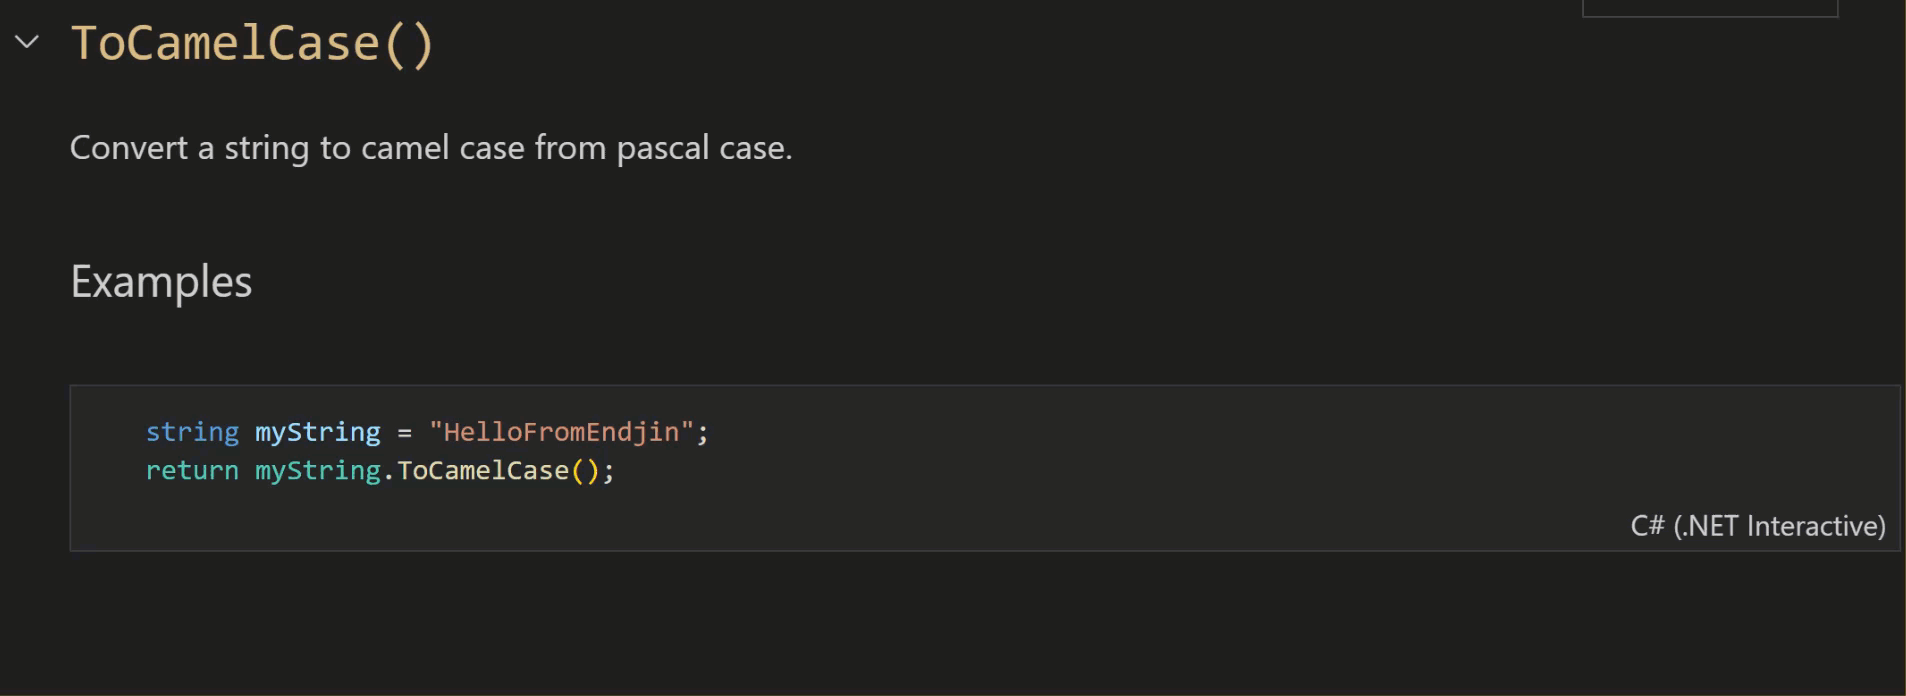 ToCamelCase()
Convert a string to camel case from pascal case.
Examples
string myString = "HelloFromEndjin";
return myString.ToCamelCase();
C# (.NET Interactive)